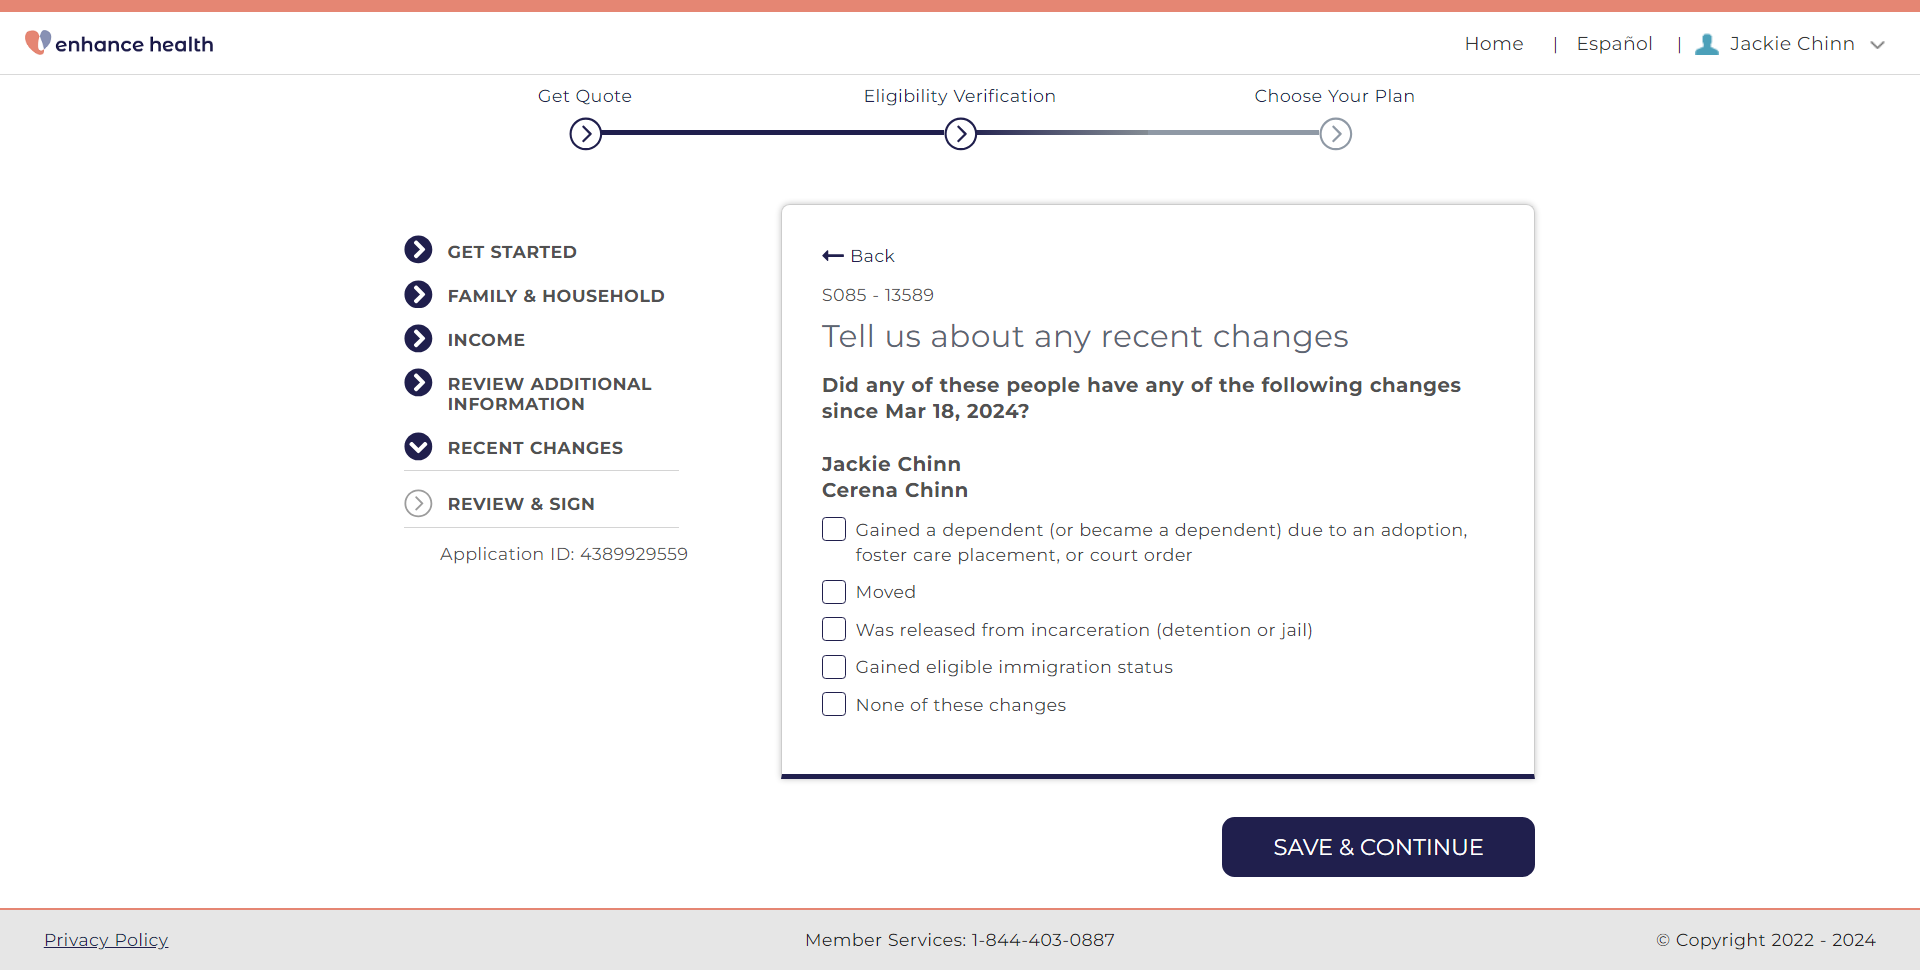 enhance health
Home | Español | Jackie Chinn
Get Quote
Eligibility Verification
Choose Your Plan
GET STARTED
FAMILY & HOUSEHOLD
INCOME
REVIEW ADDITIONAL
INFORMATION
RECENT CHANGES
REVIEW & SIGN
Application ID: 4389929559
Back
S085 - 13589
Tell us about any recent changes
Did any of these people have any of the following changes
since Mar 18, 2024?
Jackie Chinn
Cerena Chinn
Gained a dependent (or became a dependent) due to an adoption,
foster care placement, or court order
Moved
Was released from incarceration (detention or jail)
Gained eligible immigration status
None of these changes
SAVE & CONTINUE
Privacy Policy
Member Services: 1-844-403-0887
© Copyright 2022 - 2024